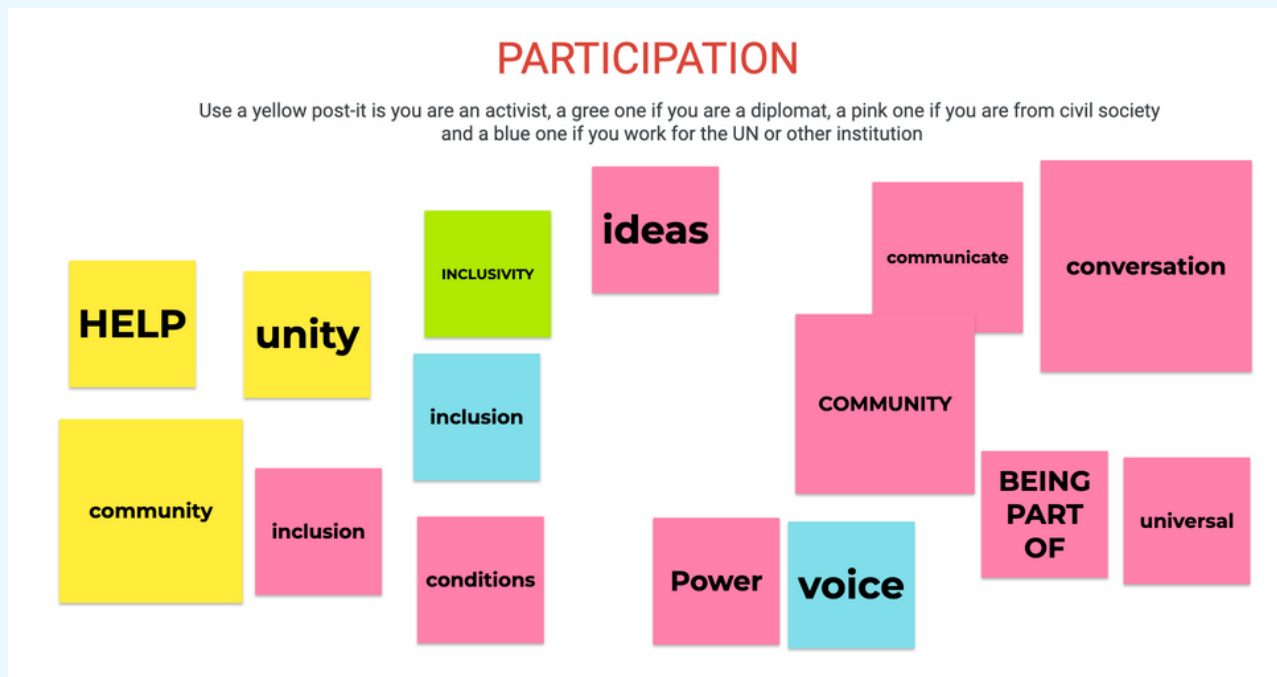 PARTICIPATION
Use a yellow post-it is you are an activist, a gree one if you are a diplomat, a pink one if you are from civil society
and a blue one if you work for the UN or other institution
HELP
unity
INCLUSIVITY
ideas
communicate
conversation
community
inclusion
inclusion
conditions
COMMUNITY
Power
voice
BEING
PART
OF
universal